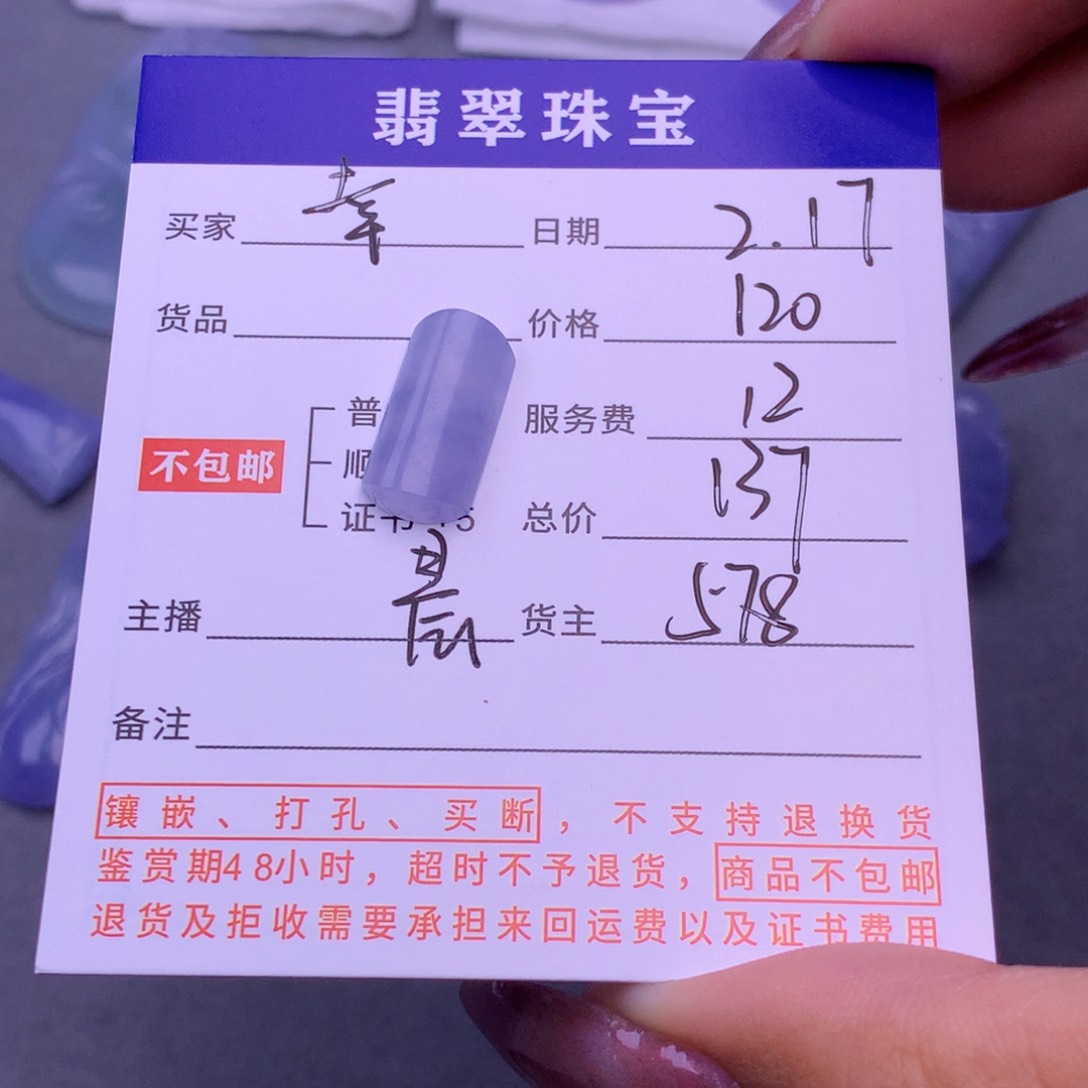 翡翠珠宝
买家 幸 日期 2.17
货品 价格 120
普 服务费 12
不包邮 顺 137
证书 15 总价
主播 晨 货主 578
备注
镶嵌、打孔、买断，不支持退换货
鉴赏期48小时，超时不予退货，商品不包邮
退货及拒收需要承担来回运费以及证书费用